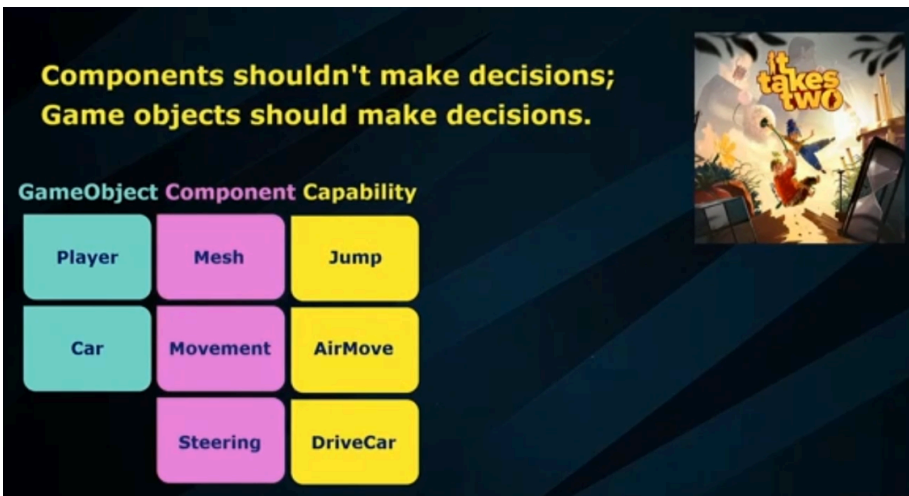 Components shouldn't make decisions;
Game objects should make decisions.
it
takes
two
GameObject Component Capability
Player Mesh Jump
Car Movement AirMove
Steering DriveCar